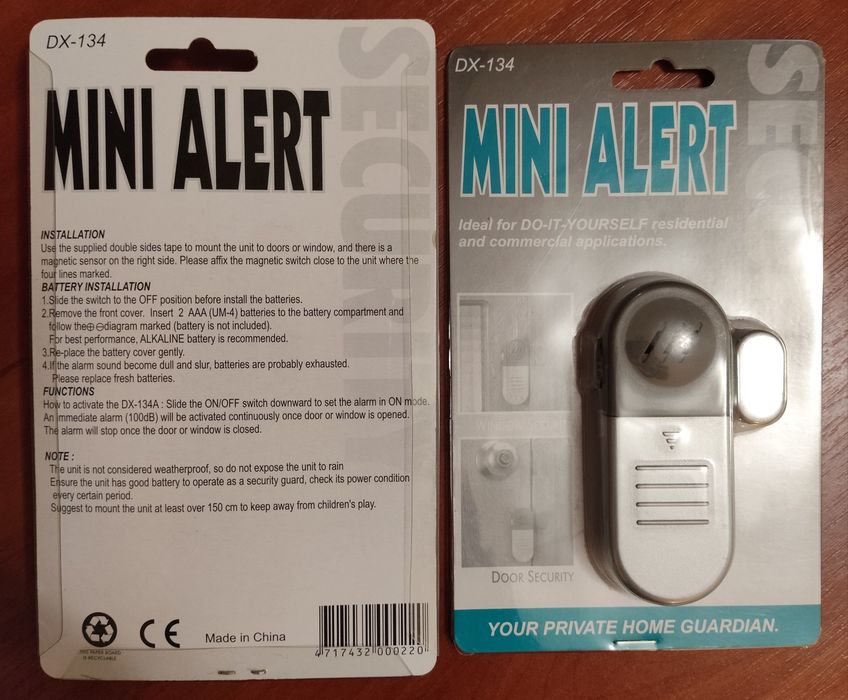 DX-134
MINI ALERT
SECURITY
INSTALLATION
Use the supplied double sides tape to mount the unit to doors or window, and there is a
magnetic sensor on the right side. Please affix the magnetic switch close to the unit where the
four lines marked.
BATTERY INSTALLATION
1.Slide the switch to the OFF position before install the batteries.
2.Remove the front cover. Insert 2 AAA (UM-4) batteries to the battery compartment and
follow the⊕⊖diagram marked (battery is not included).
For best performance, ALKALINE battery is recommended.
3.Re-place the battery cover gently.
4.If the alarm sound become dull and slur, batteries are probably exhausted.
Please replace fresh batteries.
FUNCTIONS
How to activate the DX-134A : Slide the ON/OFF switch downward to set the alarm in ON mode.
An immediate alarm (100dB) will be activated continuously once door or window is opened.
The alarm will stop once the door or window is closed.
NOTE :
The unit is not considered weatherproof, so do not expose the unit to rain
Ensure the unit has good battery to operate as a security guard, check its power condition
every certain period.
Suggest to mount the unit at least over 150 cm to keep away from children's play.
THIS PAPER BOARD
IS RECYCLABLE
CE
Made in China
4 717432 000220
DX-134
MINI ALERT
SEC
Ideal for DO-IT-YOURSELF residential
and commercial applications.
DOOR SECURITY
YOUR PRIVATE HOME GUARDIAN.